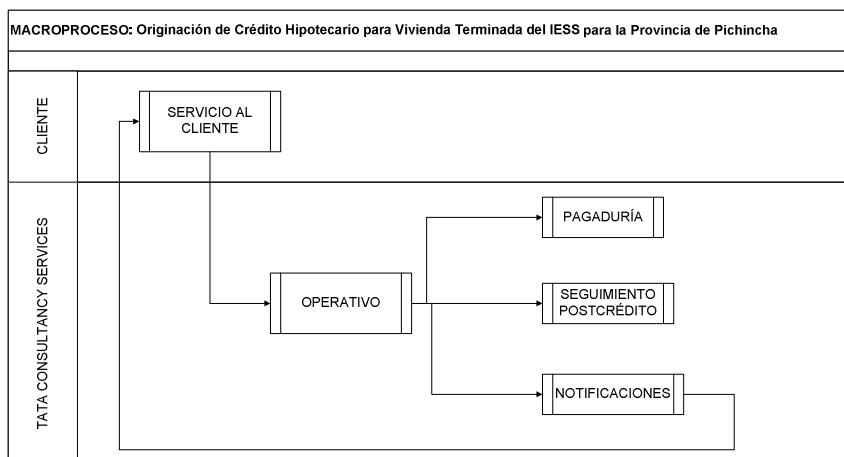 MACROPROCESO: Originación de Crédito Hipotecario para Vivienda Terminada del IESS para la Provincia de Pichincha
CLIENTE
SERVICIO AL
CLIENTE
TATA CONSULTANCY SERVICES
PAGADURÍA
OPERATIVO
SEGUIMIENTO
POSTCRÉDITO
NOTIFICACIONES